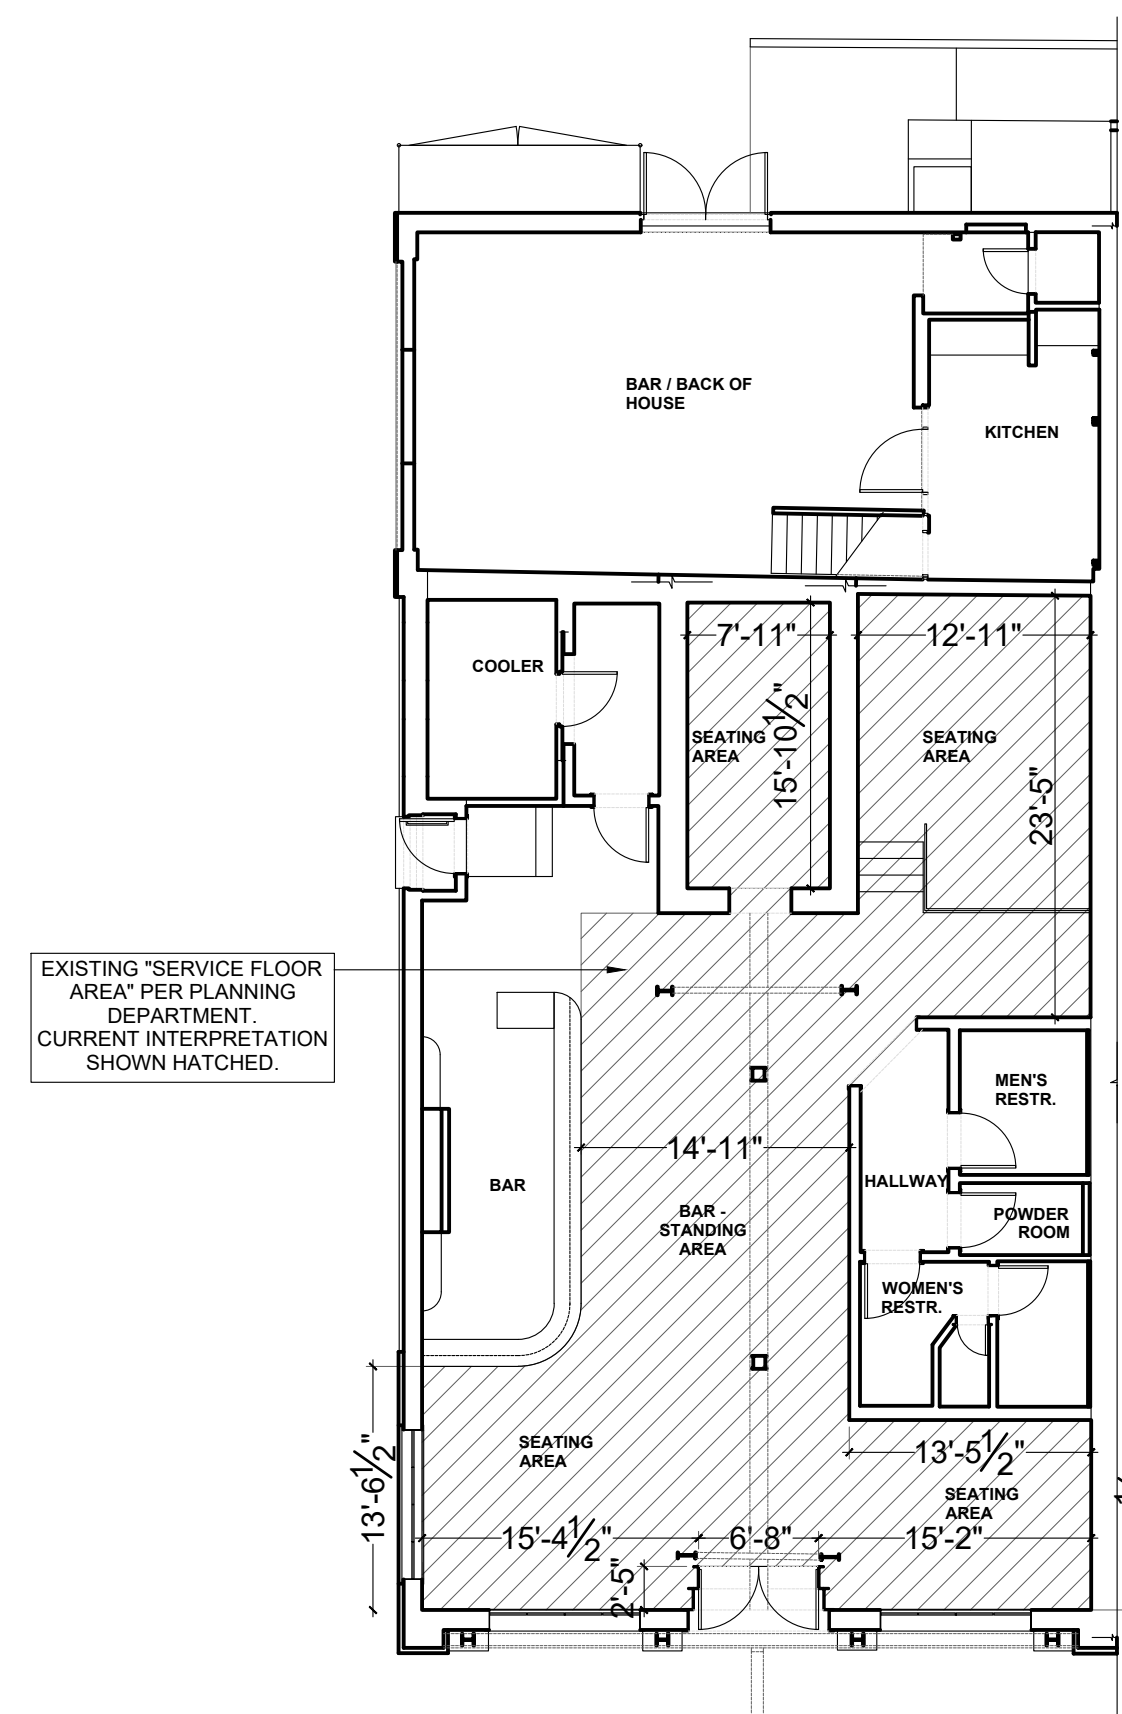 BAR / BACK OF
HOUSE
KITCHEN
7'-11"
12'-11"
COOLER
15'-10½"
SEATING
AREA
SEATING
AREA
23'-5"
EXISTING "SERVICE FLOOR
AREA" PER PLANNING
DEPARTMENT.
CURRENT INTERPRETATION
SHOWN HATCHED.
MEN'S
RESTR.
14'-11"
BAR
HALLWAY
BAR -
STANDING
AREA
POWDER
ROOM
WOMEN'S
RESTR.
13'-6½"
SEATING
AREA
13'-5½"
SEATING
AREA
15'-4½"
6'-8"
15'-2"
2'-5"